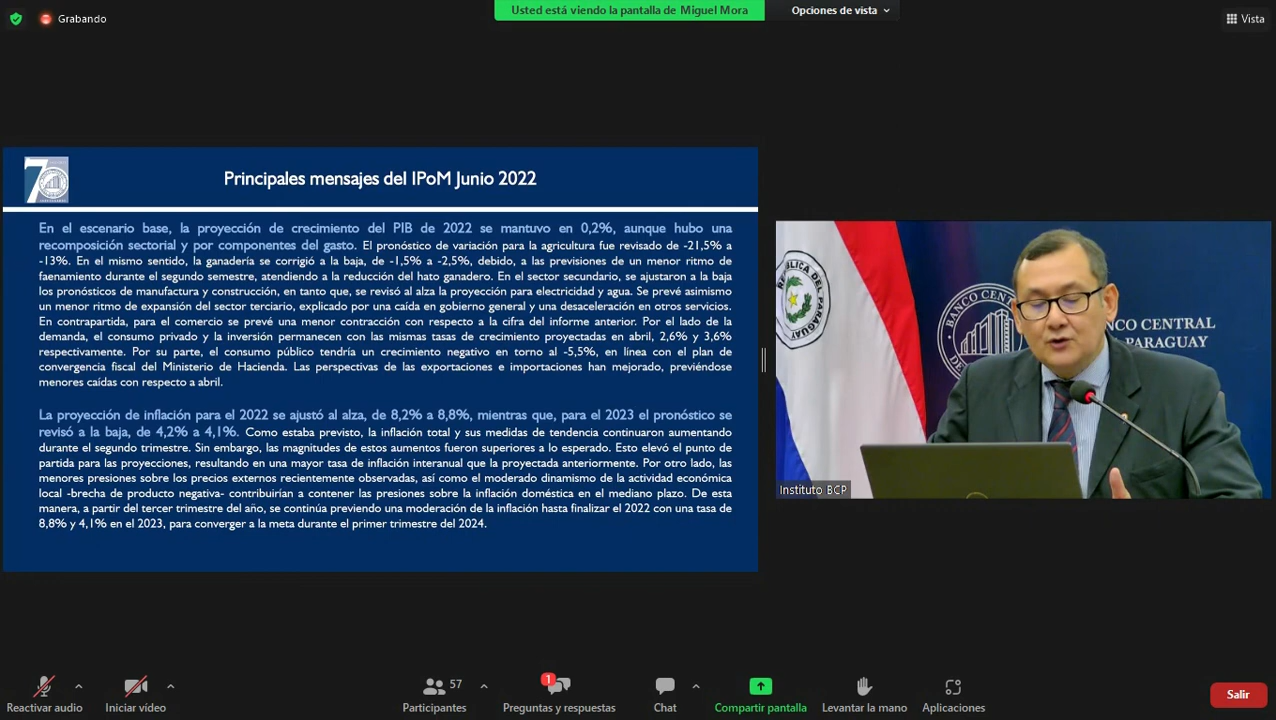 Grabando
Usted está viendo la pantalla de Miguel Mora
Opciones de vista
Vista
70
Principales mensajes del IPoM Junio 2022
En el escenario base, la proyección de crecimiento del PIB de 2022 se mantuvo en 0,2%, aunque hubo una
recomposición sectorial y por componentes del gasto. El pronóstico de variación para la agricultura fue revisado de -21,5% a
-13%. En el mismo sentido, la ganadería se corrigió a la baja, de -1,5% a -2,5%, debido, a las previsiones de un menor ritmo de
faenamiento durante el segundo semestre, atendiendo a la reducción del hato ganadero. En el sector secundario, se ajustaron a la baja
los pronósticos de manufactura y construcción, en tanto que, se revisó al alza la proyección para electricidad y agua. Se prevé asimismo
un menor ritmo de expansión del sector terciario, explicado por una caída en gobierno general y una desaceleración en otros servicios.
En contrapartida, para el comercio se prevé una menor contracción con respecto a la cifra del informe anterior. Por el lado de la
demanda, el consumo privado y la inversión permanecen con las mismas tasas de crecimiento proyectadas en abril, 2,6% y 3,6%
respectivamente. Por su parte, el consumo público tendría un crecimiento negativo en torno al -5,5%, en línea con el plan de
convergencia fiscal del Ministerio de Hacienda. Las perspectivas de las exportaciones e importaciones han mejorado, previéndose
menores caídas con respecto a abril.
La proyección de inflación para el 2022 se ajustó al alza, de 8,2% a 8,8%, mientras que, para el 2023 el pronóstico se
revisó a la baja, de 4,2% a 4,1%. Como estaba previsto, la inflación total y sus medidas de tendencia continuaron aumentando
durante el segundo trimestre. Sin embargo, las magnitudes de estos aumentos fueron superiores a lo esperado. Esto elevó el punto de
partida para las proyecciones, resultando en una mayor tasa de inflación interanual que la proyectada anteriormente. Por otro lado, las
menores presiones sobre los precios externos recientemente observadas, así como el moderado dinamismo de la actividad económica
local -brecha de producto negativa- contribuirían a contener las presiones sobre la inflación doméstica en el mediano plazo. De esta
manera, a partir del tercer trimestre del año, se continúa previendo una moderación de la inflación hasta finalizar el 2022 con una tasa de
8,8% y 4,1% en el 2023, para converger a la meta durante el primer trimestre del 2024.
REPÚBLICA DEL PARAGUAY
BANCO CEN
NCO CENTRAL
PARAGUAY
Instituto BCP
Reactivar audio
Iniciar vídeo
57
Participantes
1
Preguntas y respuestas
Chat
Compartir pantalla
Levantar la mano
Aplicaciones
Salir